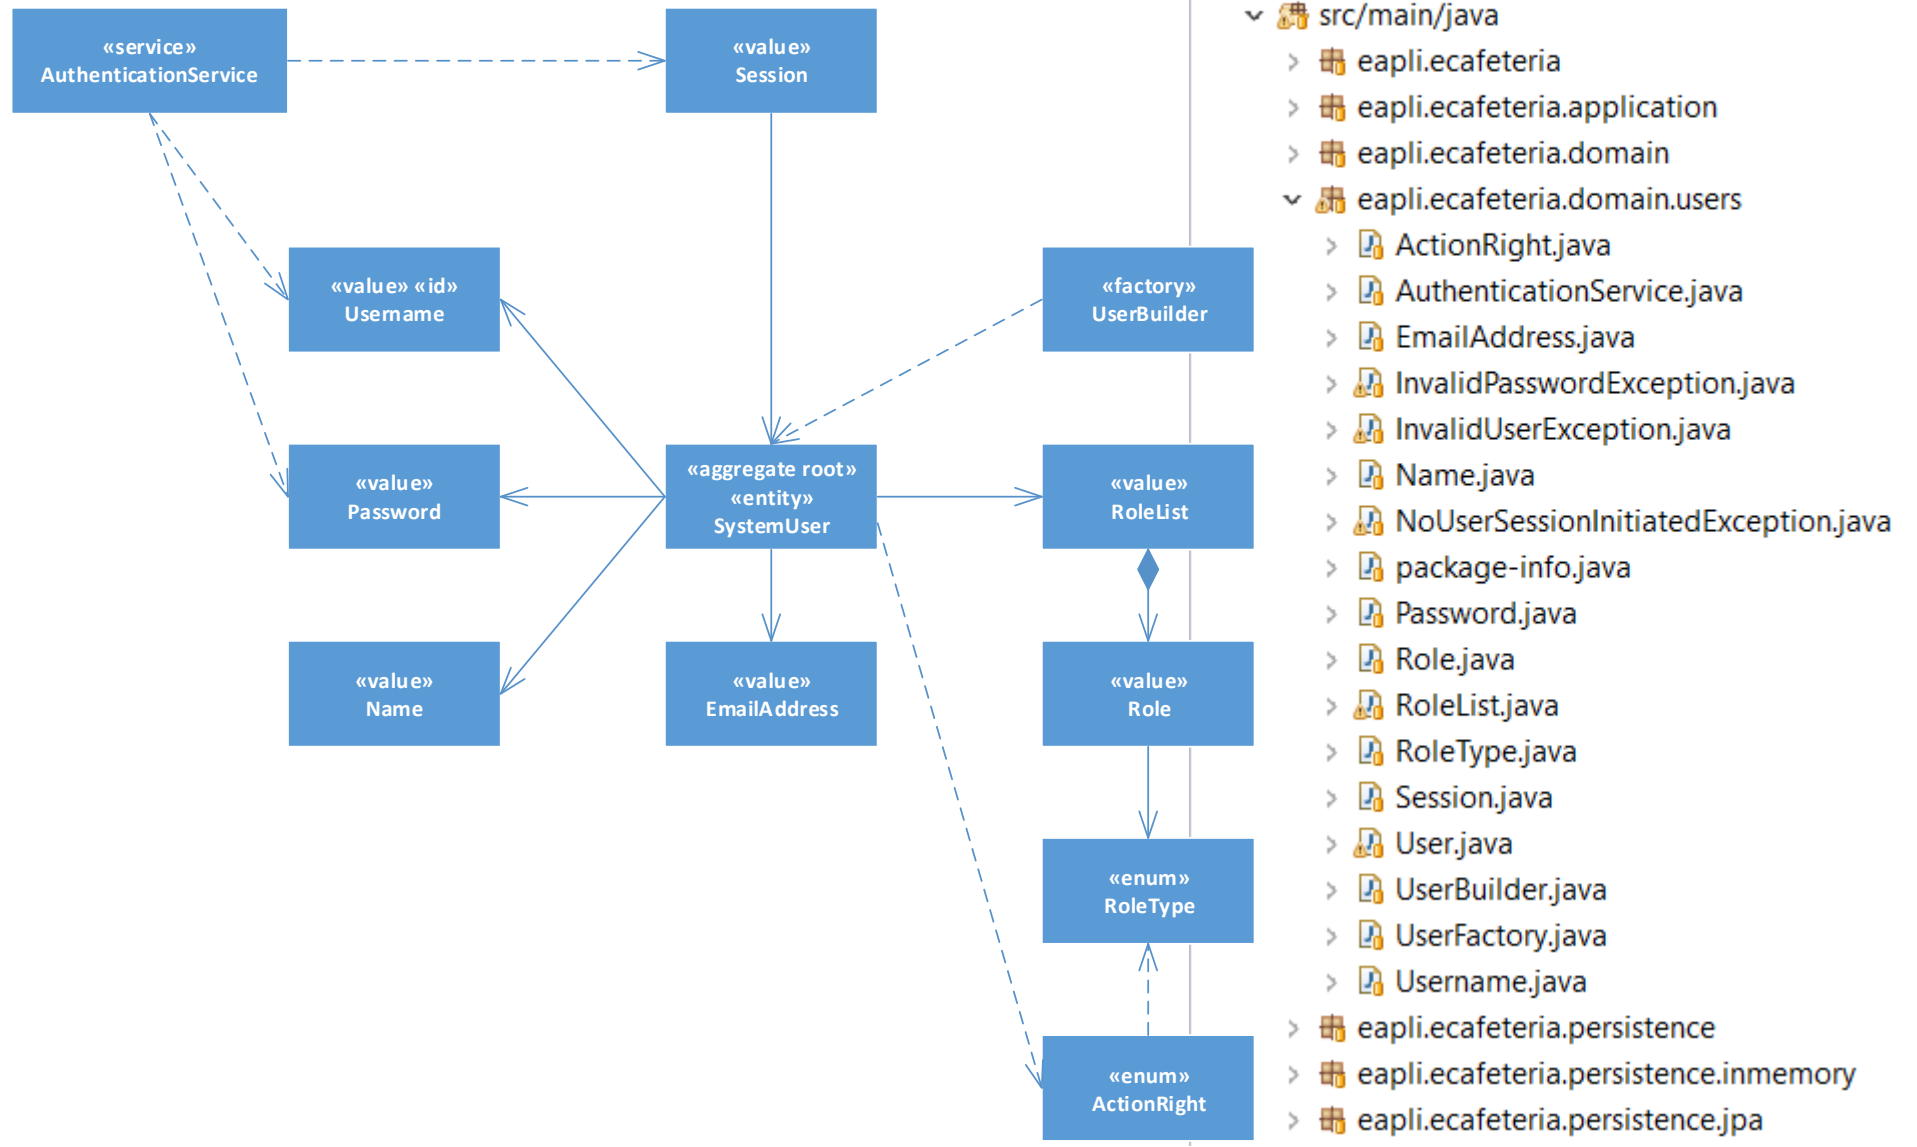 «service»
AuthenticationService
«value»
Session
«value» «id»
Username
«factory»
UserBuilder
«value»
Password
«aggregate root»
«entity»
SystemUser
«value»
RoleList
«value»
Name
«value»
EmailAddress
«value»
Role
«enum»
RoleType
«enum»
ActionRight
src/main/java
eapli.ecafeteria
eapli.ecafeteria.application
eapli.ecafeteria.domain
eapli.ecafeteria.domain.users
ActionRight.java
AuthenticationService.java
EmailAddress.java
InvalidPasswordException.java
InvalidUserException.java
Name.java
NoUserSessionInitiatedException.java
package-info.java
Password.java
Role.java
RoleList.java
RoleType.java
Session.java
User.java
UserBuilder.java
UserFactory.java
Username.java
eapli.ecafeteria.persistence
eapli.ecafeteria.persistence.inmemory
eapli.ecafeteria.persistence.jpa